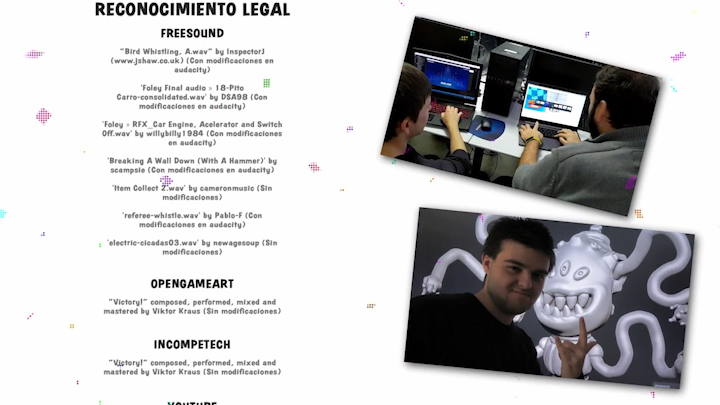 RECONOCIMIENTO LEGAL
FREESOUND
"Bird Whistling, A.wav" by InspectorJ
(www.jshaw.co.uk) (Con modificaciones en
audacity)
'Foley Final audio » 18-Pito
Carro-consolidated.wav' by DSA98 (Con
modificaciones en audacity)
'Foley » RFX_Car Engine, Acelerator and Switch
Off.wav' by willybilly1984 (Con modificaciones
en audacity)
'Breaking A Wall Down (With A Hammer)' by
scampsie (Con modificaciones en audacity)
'Item Collect 2.wav' by cameronmusic (Sin
modificaciones)
'referee-whistle.wav' by Pablo-F (Con
modificaciones en audacity)
'electric-cicadas03.wav' by newagesoup (Sin
modificaciones)
OPENGAMEART
"Victory!" composed, performed, mixed and
mastered by Viktor Kraus (Sin modificaciones)
INCOMPETECH
"Victory!" composed, performed, mixed and
mastered by Viktor Kraus (Sin modificaciones)
YOUTUBE